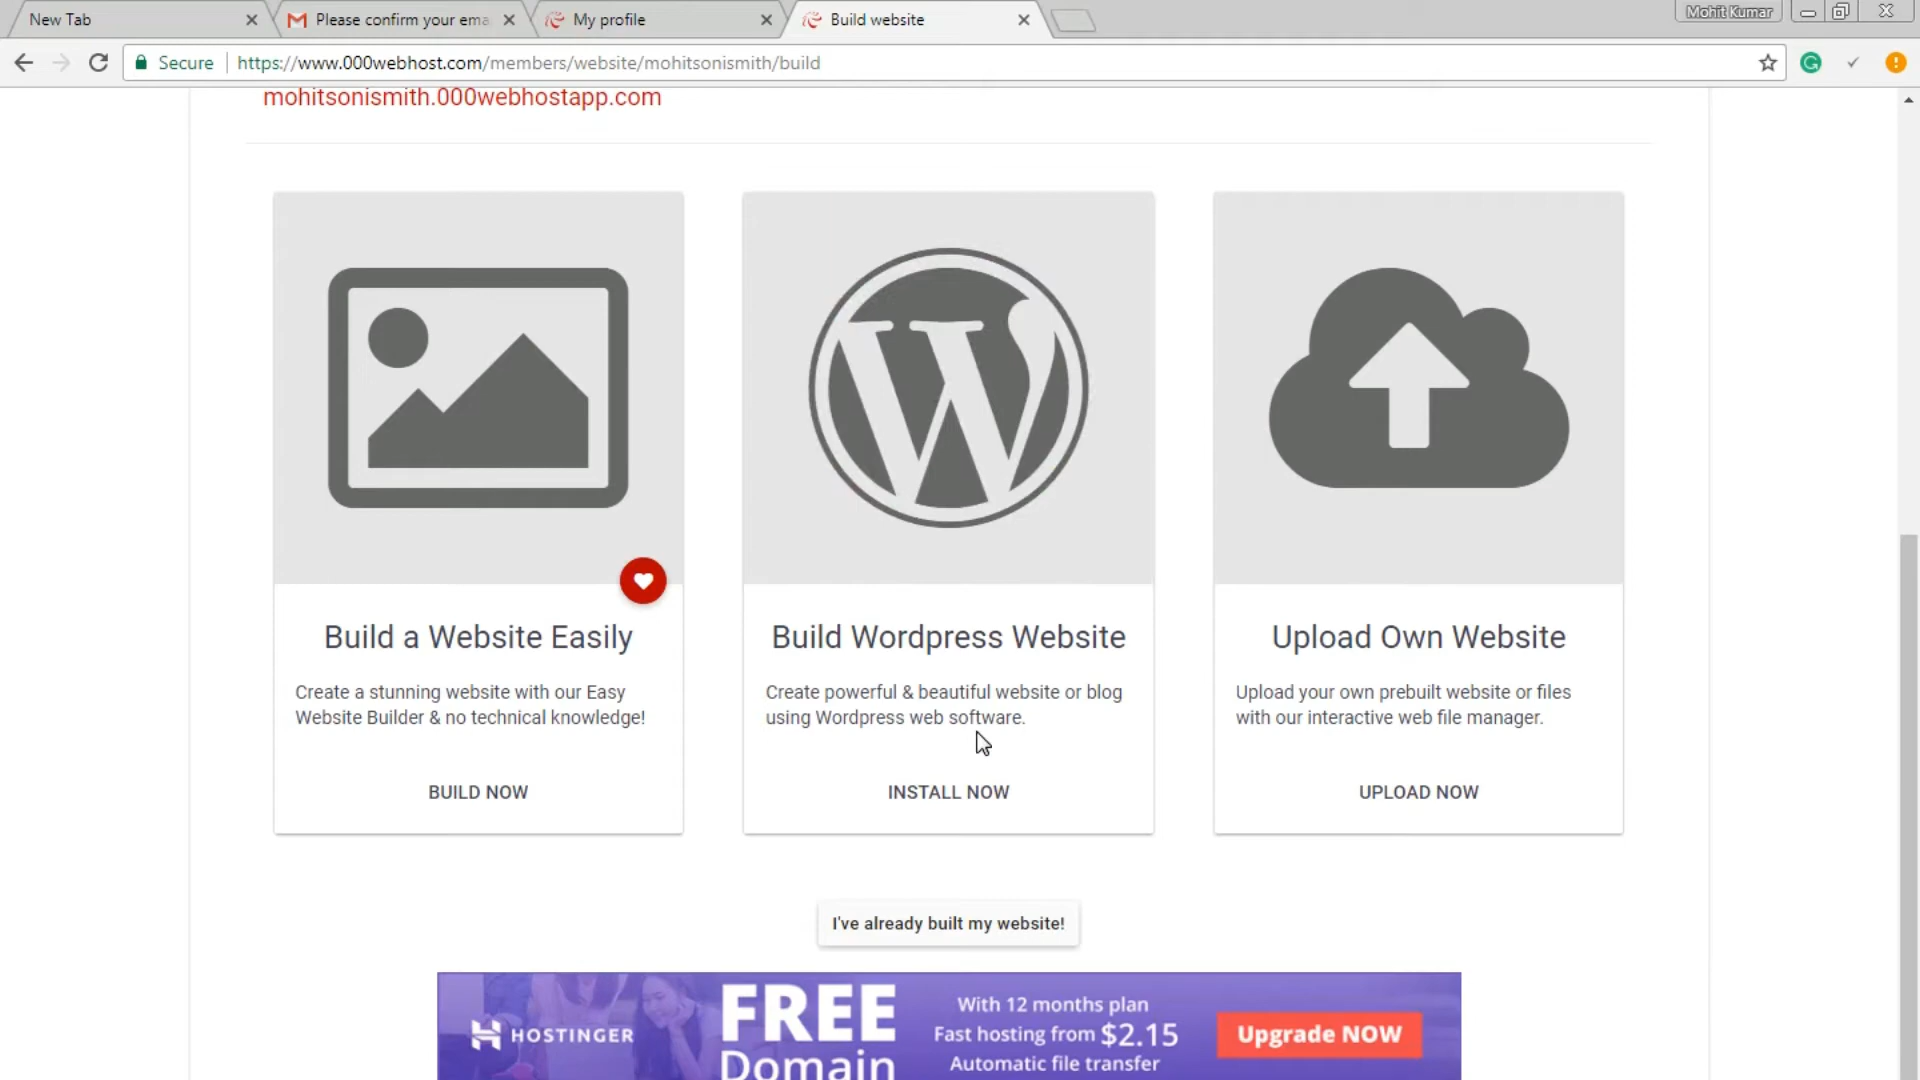 New Tab
Please confirm your ema
My profile
Build website
Mohit Kumar
Secure
https://www.000webhost.com/members/website/mohitsonismith/build
mohitsonismith.000webhostapp.com
Build a Website Easily
Create a stunning website with our Easy
Website Builder & no technical knowledge!
BUILD NOW
Build Wordpress Website
Create powerful & beautiful website or blog
using Wordpress web software.
INSTALL NOW
Upload Own Website
Upload your own prebuilt website or files
with our interactive web file manager.
UPLOAD NOW
I've already built my website!
HOSTINGER
FREE
Domain
With 12 months plan
Fast hosting from $2.15
Automatic file transfer
Upgrade NOW